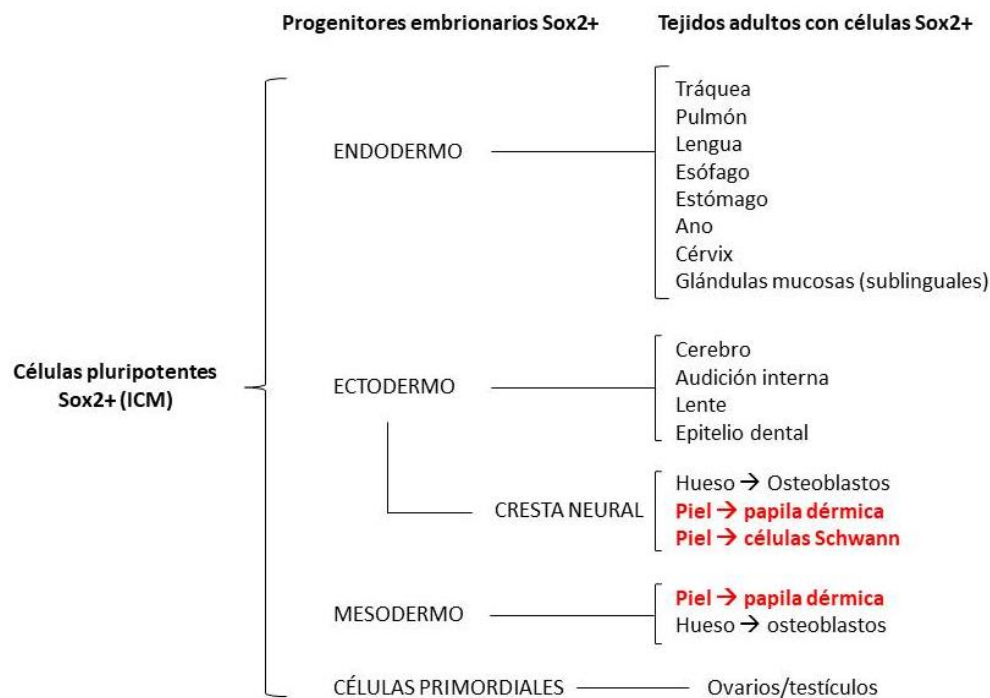 Progenitores embrionarios Sox2+
Tejidos adultos con células Sox2+
Células pluripotentes
Sox2+ (ICM)
ENDODERMO
Tráquea
Pulmón
Lengua
Esófago
Estómago
Ano
Cérvix
Glándulas mucosas (sublinguales)
ECTODERMO
Cerebro
Audición interna
Lente
Epitelio dental
CRESTA NEURAL
Hueso → Osteoblastos
Piel → papila dérmica
Piel → células Schwann
MESODERMO
Piel → papila dérmica
Hueso → osteoblastos
CÉLULAS PRIMORDIALES
Ovarios/testículos